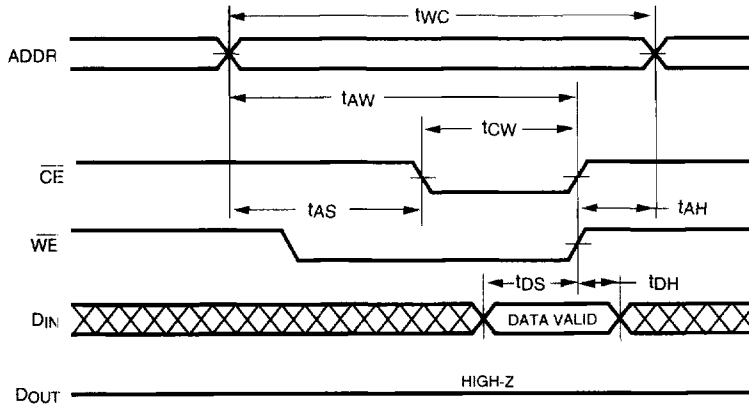 tWC
ADDR
tAW
tCW
CE
tAS
tAH
WE
tDS
tDH
DIN
DATA VALID
HIGH-Z
DOUT